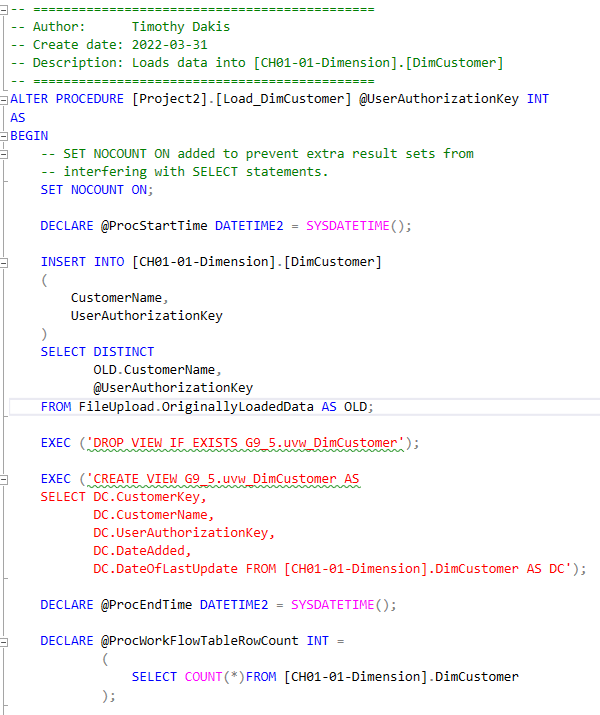 -- =============================================
-- Author:      Timothy Dakis
-- Create date: 2022-03-31
-- Description: Loads data into [CH01-01-Dimension].[DimCustomer]
-- =============================================
ALTER PROCEDURE [Project2].[Load_DimCustomer] @UserAuthorizationKey INT
AS
BEGIN
    -- SET NOCOUNT ON added to prevent extra result sets from
    -- interfering with SELECT statements.
    SET NOCOUNT ON;
    DECLARE @ProcStartTime DATETIME2 = SYSDATETIME();
    INSERT INTO [CH01-01-Dimension].[DimCustomer]
    (
        CustomerName,
        UserAuthorizationKey
    )
    SELECT DISTINCT
           OLD.CustomerName,
           @UserAuthorizationKey
    FROM FileUpload.OriginallyLoadedData AS OLD;
    EXEC ('DROP VIEW IF EXISTS G9_5.uvw_DimCustomer');
    EXEC ('CREATE VIEW G9_5.uvw_DimCustomer AS
    SELECT DC.CustomerKey,
           DC.CustomerName,
           DC.UserAuthorizationKey,
           DC.DateAdded,
           DC.DateOfLastUpdate FROM [CH01-01-Dimension].DimCustomer AS DC');
    DECLARE @ProcEndTime DATETIME2 = SYSDATETIME();
    DECLARE @ProcWorkFlowTableRowCount INT =
            (
                SELECT COUNT(*)FROM [CH01-01-Dimension].DimCustomer
            );